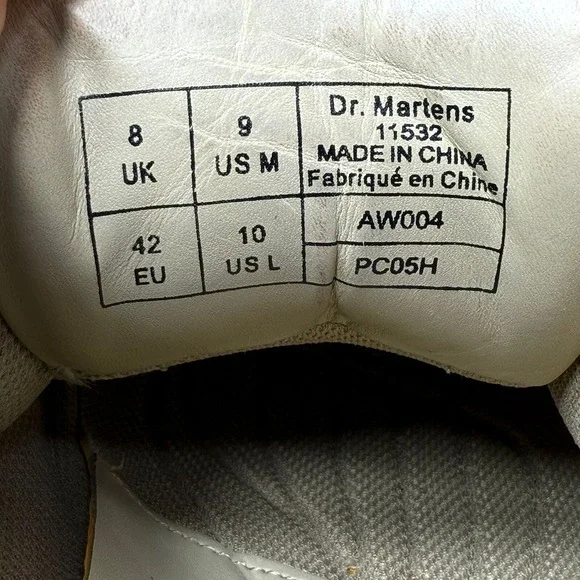 8
UK
9
US M
Dr. Martens
11532
MADE IN CHINA
Fabriqué en Chine
42
EU
10
US L
AW004
PC05H